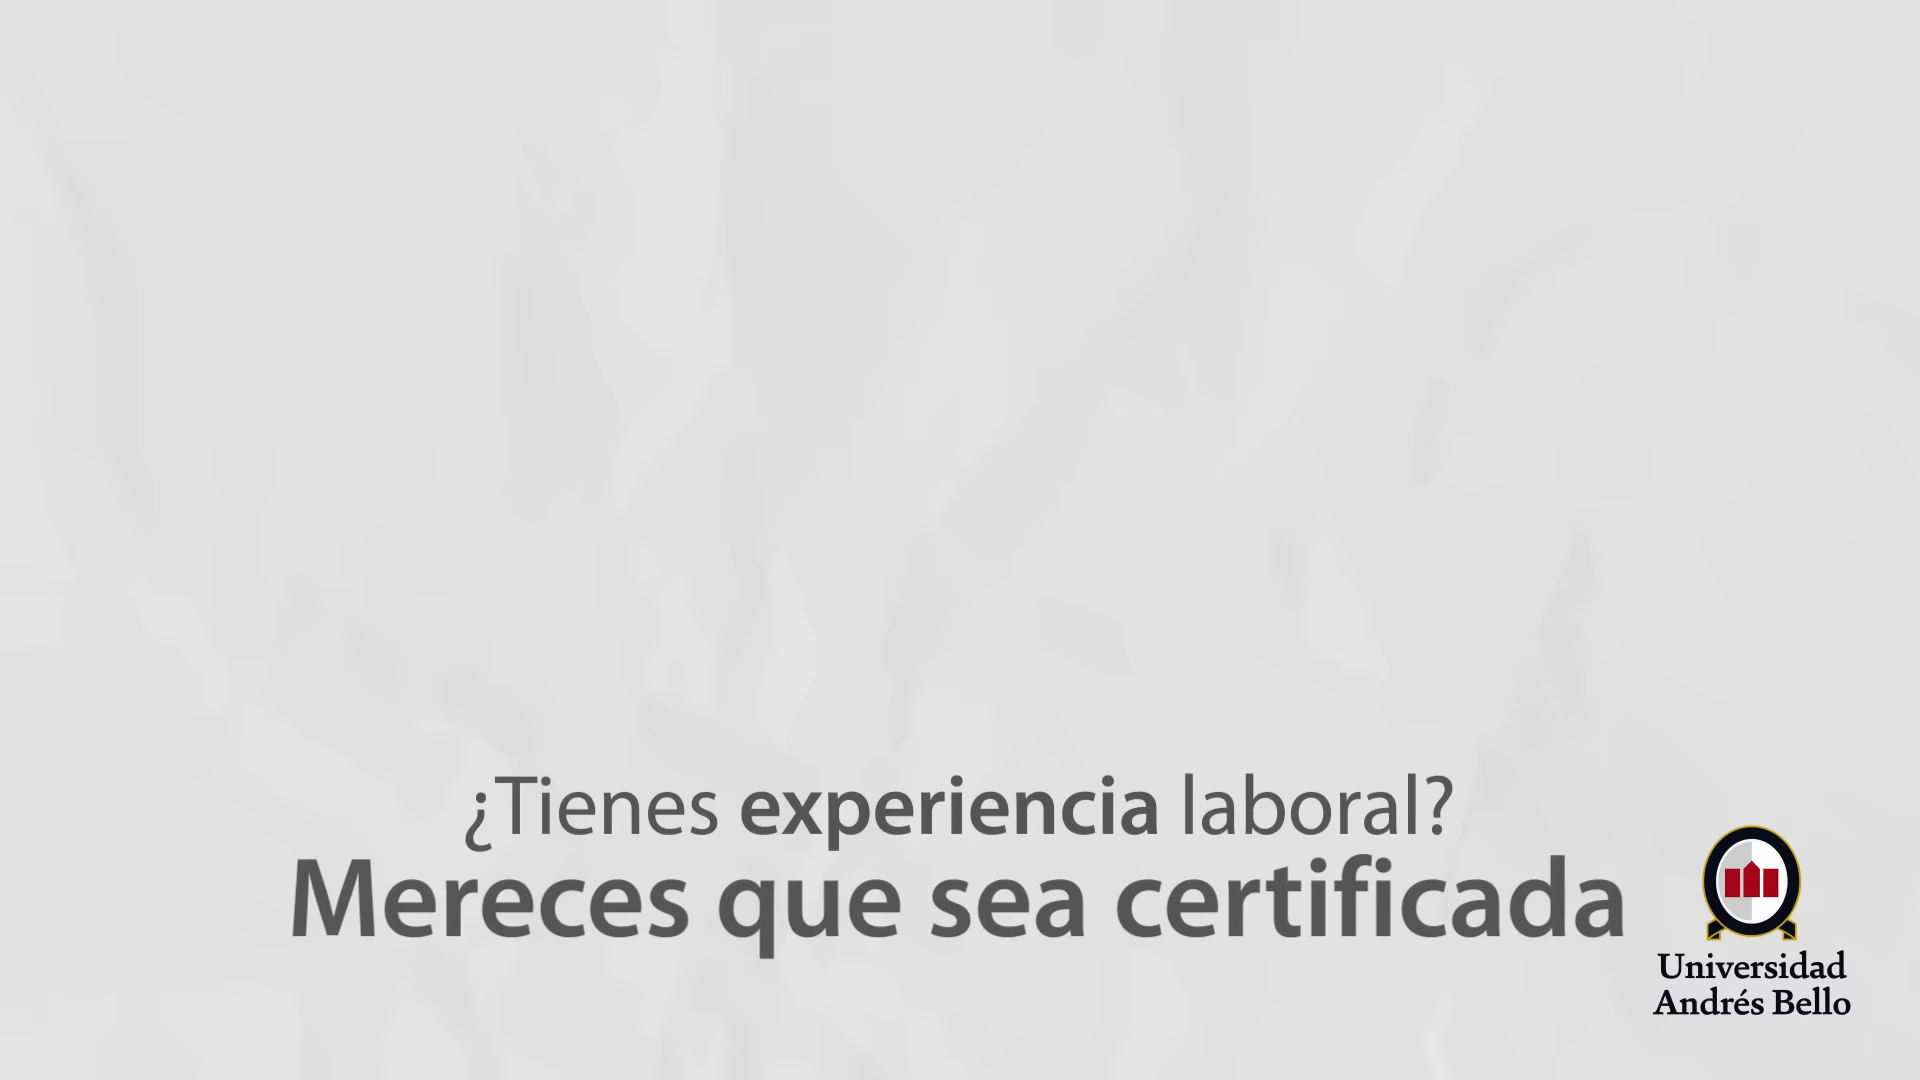 ¿Tienes experiencia laboral?
Mereces que sea certificada
Universidad
Andrés Bello